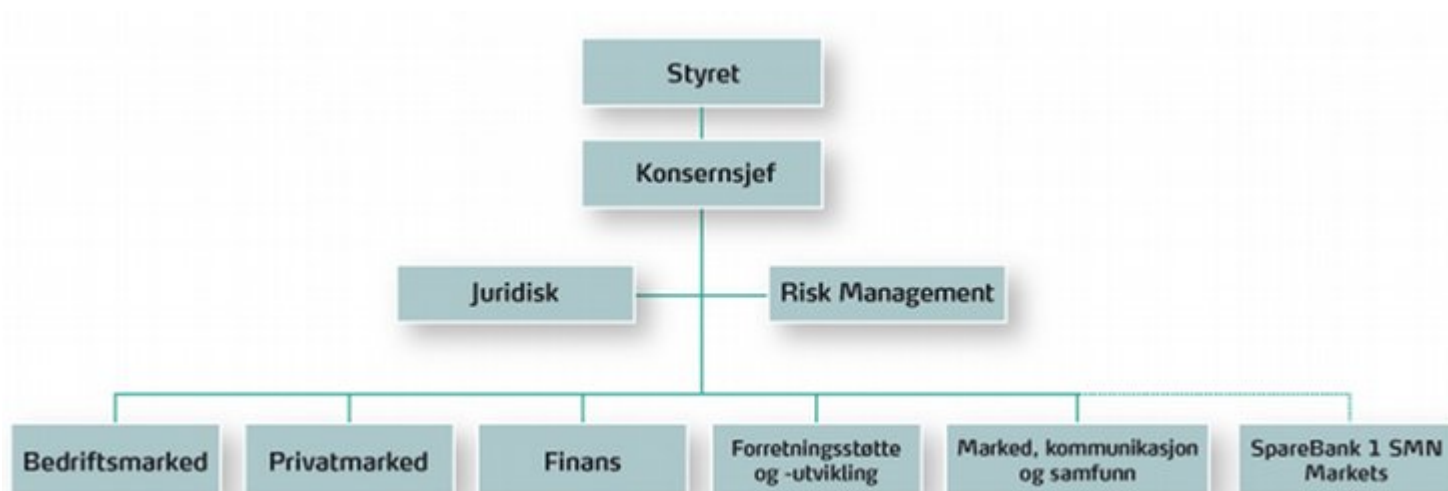 Styret
Konsernsjef
Juridisk
Risk Management
Bedriftsmarked
Privatmarked
Finans
Forretningsstøtte
og -utvikling
Marked, kommunikasjon
og samfunn
SpareBank 1 SMN
Markets